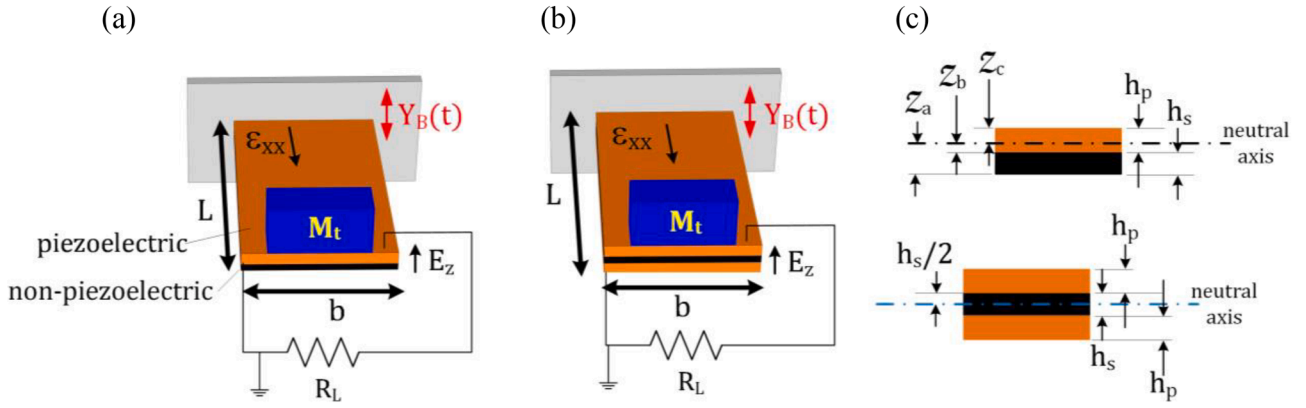 (a)
(b)
(c)
Y_B(t)
ε_xx
L
M_t
piezoelectric
non-piezoelectric
E_z
b
R_L
Y_B(t)
ε_xx
L
M_t
E_z
b
R_L
z_a
z_b
z_c
h_p
h_s
neutral
axis
h_s/2
h_p
neutral
axis
h_s
h_p